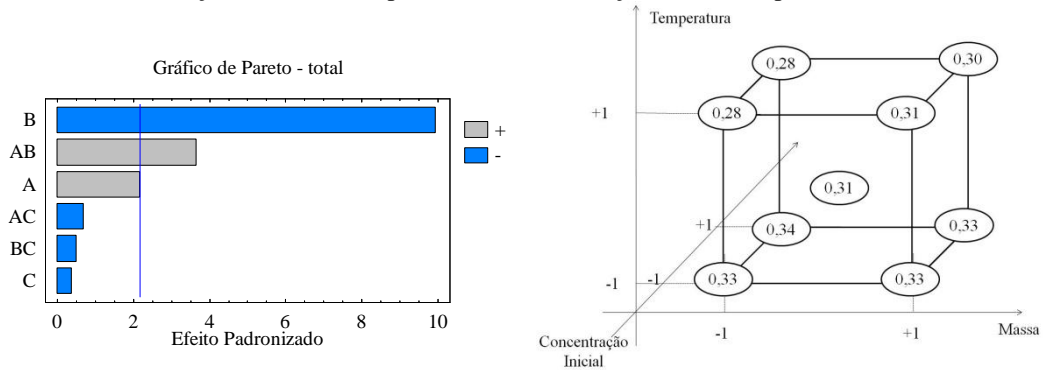 Gráfico de Pareto - total
B
AB
A
AC
BC
C
+
-
0 2 4 6 8 10
Efeito Padronizado
Temperatura
0,28
0,30
+1
0,28
0,31
0,31
+1
0,34
0,33
-1
-1
0,33
0,33
-1
+1
Massa
Concentração
Inicial